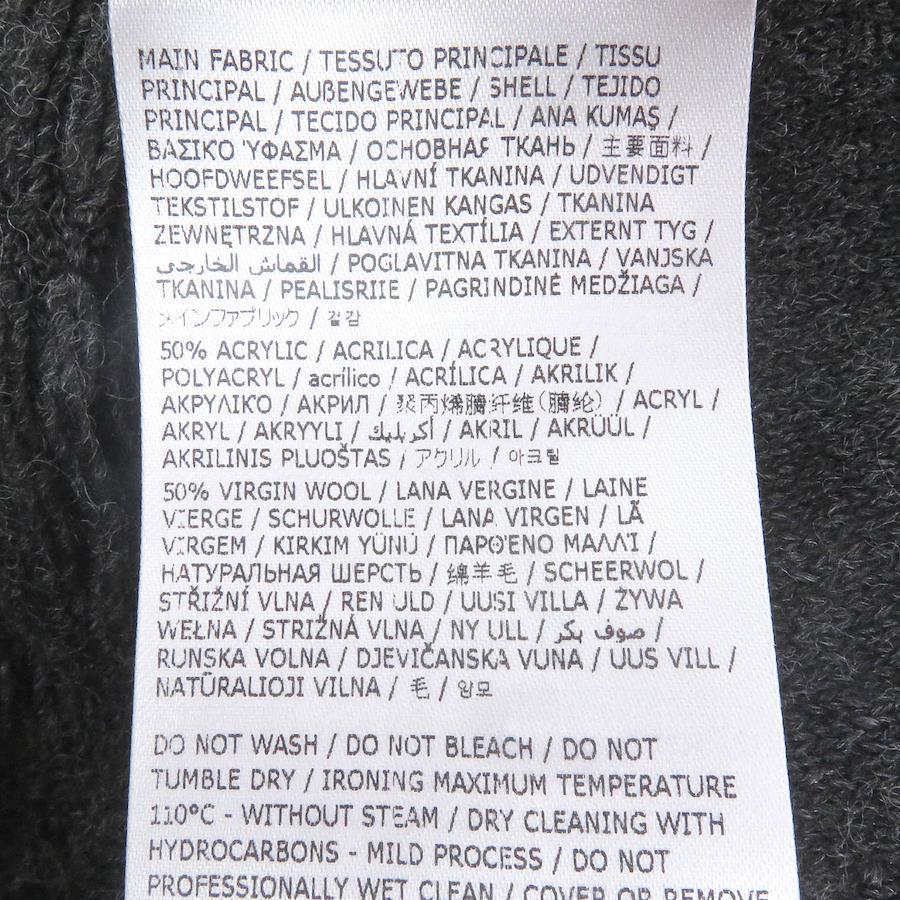 MAIN FABRIC / TESSUTO PRINCIPALE / TISSU
PRINCIPAL / AUßENGEWEBE / SHELL / TEJIDO
PRINCIPAL / TECIDO PRINCIPAL / ANA KUMAŞ /
ΒΑΣΙΚΟ ΎΦΑΣΜΑ / ОСНОВНАЯ ТКАНЬ / 主要面料 /
HOOFDWEEFSEL / HLAVNÍ TKANINA / UDVENDIGT
TEKSTILSTOF / ULKOINEN KANGAS / TKANINA
ZEWNĘTRZNA / HLAVNÁ TEXTÍLIA / EXTERNT TYG /
القماش الخارجي / POGLAVITNA TKANINA / VANJSKA
TKANINA / PEALISRIIE / PAGRINDINĖ MEDŽIAGA /
メインファブリック / 겉감
50% ACRYLIC / ACRILICA / ACRYLIQUE /
POLYACRYL / acrílico / ACRÍLICA / AKRILIK /
ΑΚΡΥΛΙΚΌ / АКРИЛ / 聚丙烯腈纤维(腈纶) / ACRYL /
AKRYL / AKRYYLI / أكريليك / AKRIL / AKRÜÜL /
AKRILINIS PLUOŠTAS / アクリル / 아크릴
50% VIRGIN WOOL / LANA VERGINE / LAINE
VIERGE / SCHURWOLLE / LANA VIRGEN / LÃ
VIRGEM / KIRKIM YÜNÜ / ΠΑΡΘΈΝΟ ΜΑΛΛΊ /
НАТУРАЛЬНАЯ ШЕРСТЬ / 绵羊毛 / SCHEERWOL /
STŘIŽNÍ VLNA / REN ULD / UUSI VILLA / ŻYWA
WEŁNA / STRIŽNÁ VLNA / NY ULL / صوف بكر /
RUNSKA VOLNA / DJEVIČANSKA VUNA / UUS VILL /
NATŪRALIOJI VILNA / 毛 / 양모
DO NOT WASH / DO NOT BLEACH / DO NOT
TUMBLE DRY / IRONING MAXIMUM TEMPERATURE
110°C - WITHOUT STEAM / DRY CLEANING WITH
HYDROCARBONS - MILD PROCESS / DO NOT
PROFESSIONALLY WET CLEAN / COVER OR REMOVE